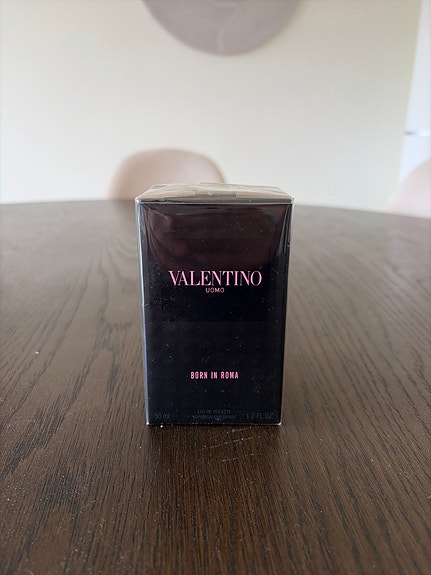 VALENTINO
UOMO
BORN IN ROMA
EAU DE TOILETTE
50 ml
1.7 FL.OZ